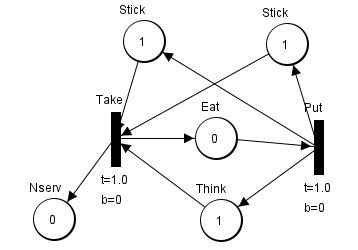 Stick
Stick
1
1
Take
Eat
Put
0
t=1.0
b=0
t=1.0
b=0
Nserv
Think
0
1